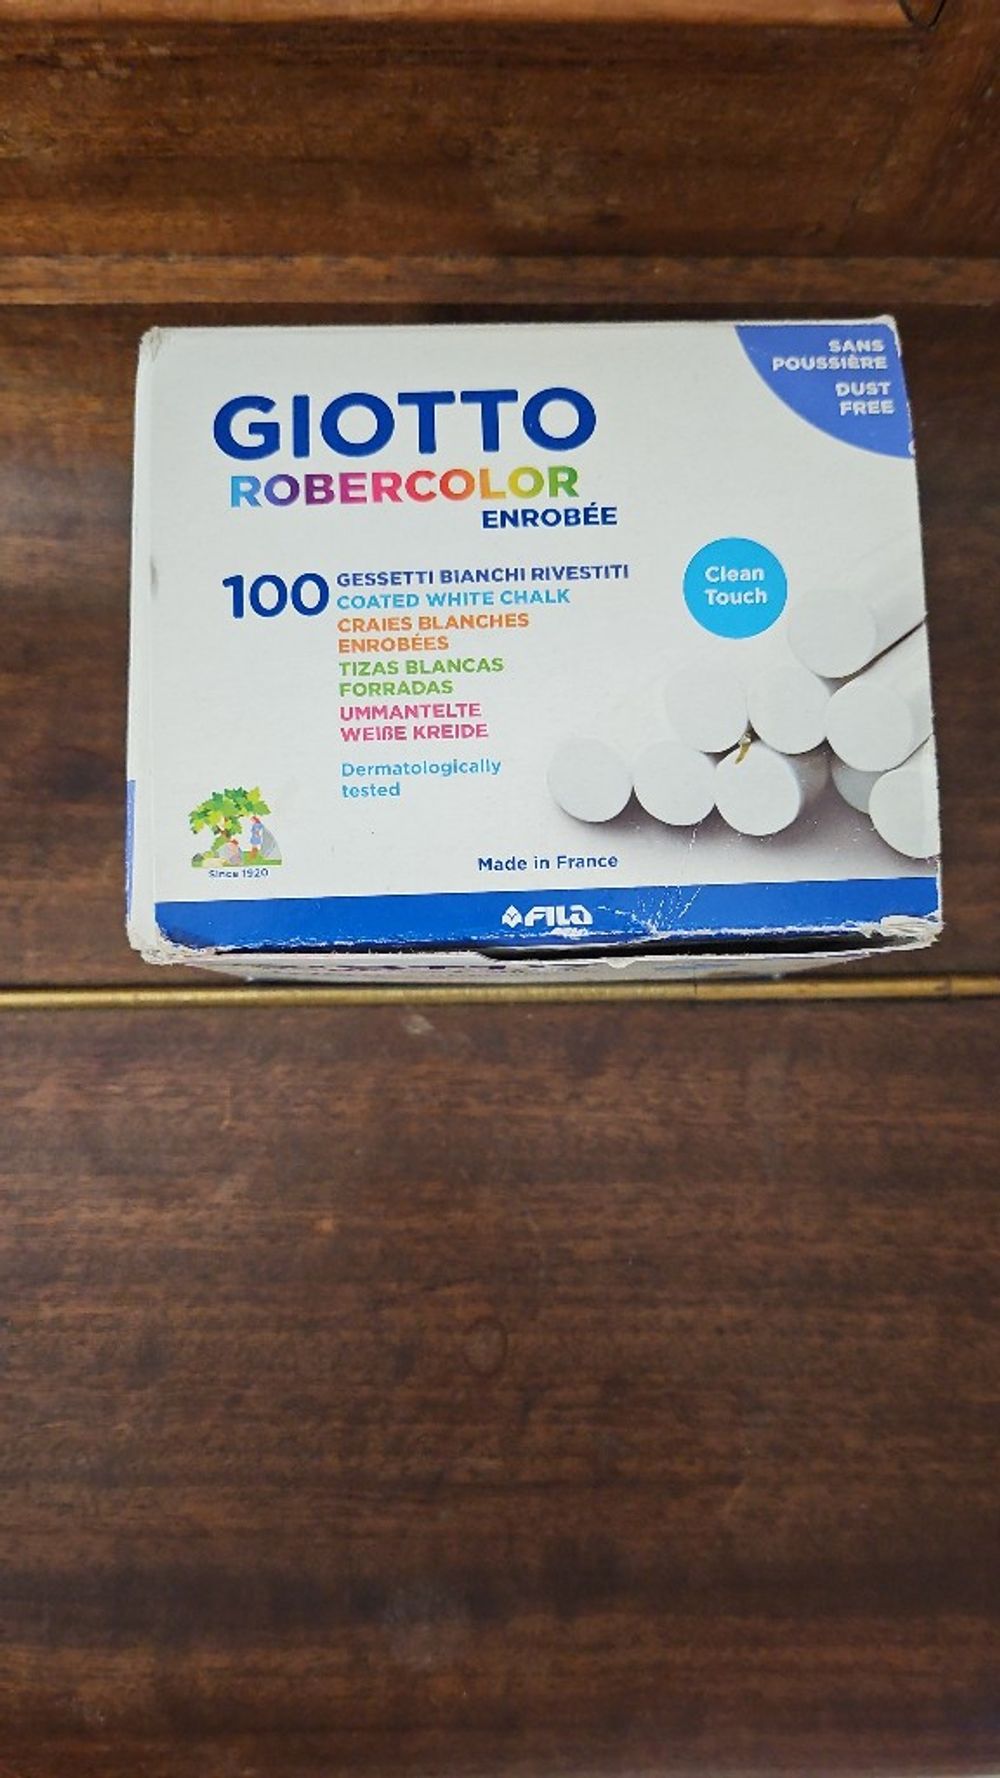 SANS
POUSSIÈRE
DUST
FREE
GIOTTO
ROBERCOLOR
ENROBÉE
100
GESSETTI BIANCHI RIVESTITI
COATED WHITE CHALK
CRAIES BLANCHES
ENROBÉES
TIZAS BLANCAS
FORRADAS
UMMANTELTE
WEIßE KREIDE
Clean
Touch
Dermatologically
tested
Since 1920
Made in France
FILA